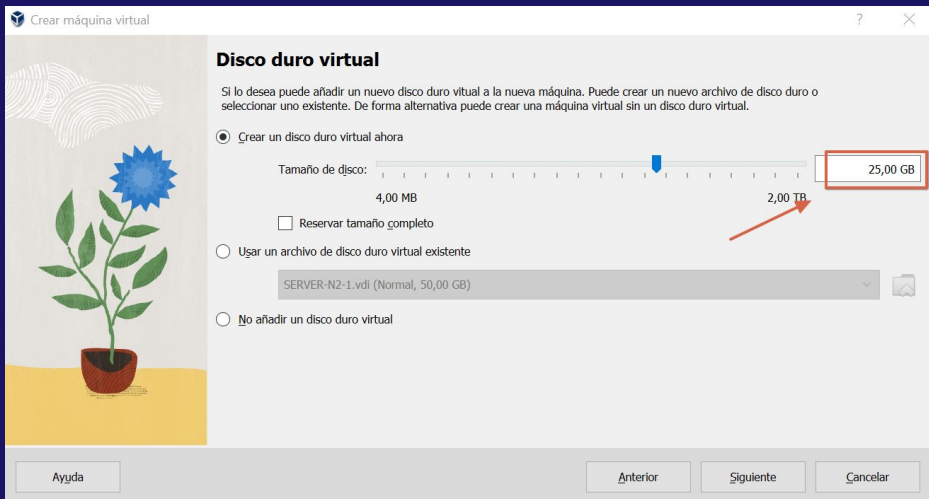 Crear máquina virtual
Disco duro virtual
Si lo desea puede añadir un nuevo disco duro vitual a la nueva máquina. Puede crear un nuevo archivo de disco duro o
seleccionar uno existente. De forma alternativa puede crear una máquina virtual sin un disco duro virtual.
Crear un disco duro virtual ahora
Tamaño de disco:
25,00 GB
4,00 MB
2,00 TB
Reservar tamaño completo
Usar un archivo de disco duro virtual existente
SERVER-N2-1.vdi (Normal, 50,00 GB)
No añadir un disco duro virtual
Ayuda
Anterior
Siguiente
Cancelar